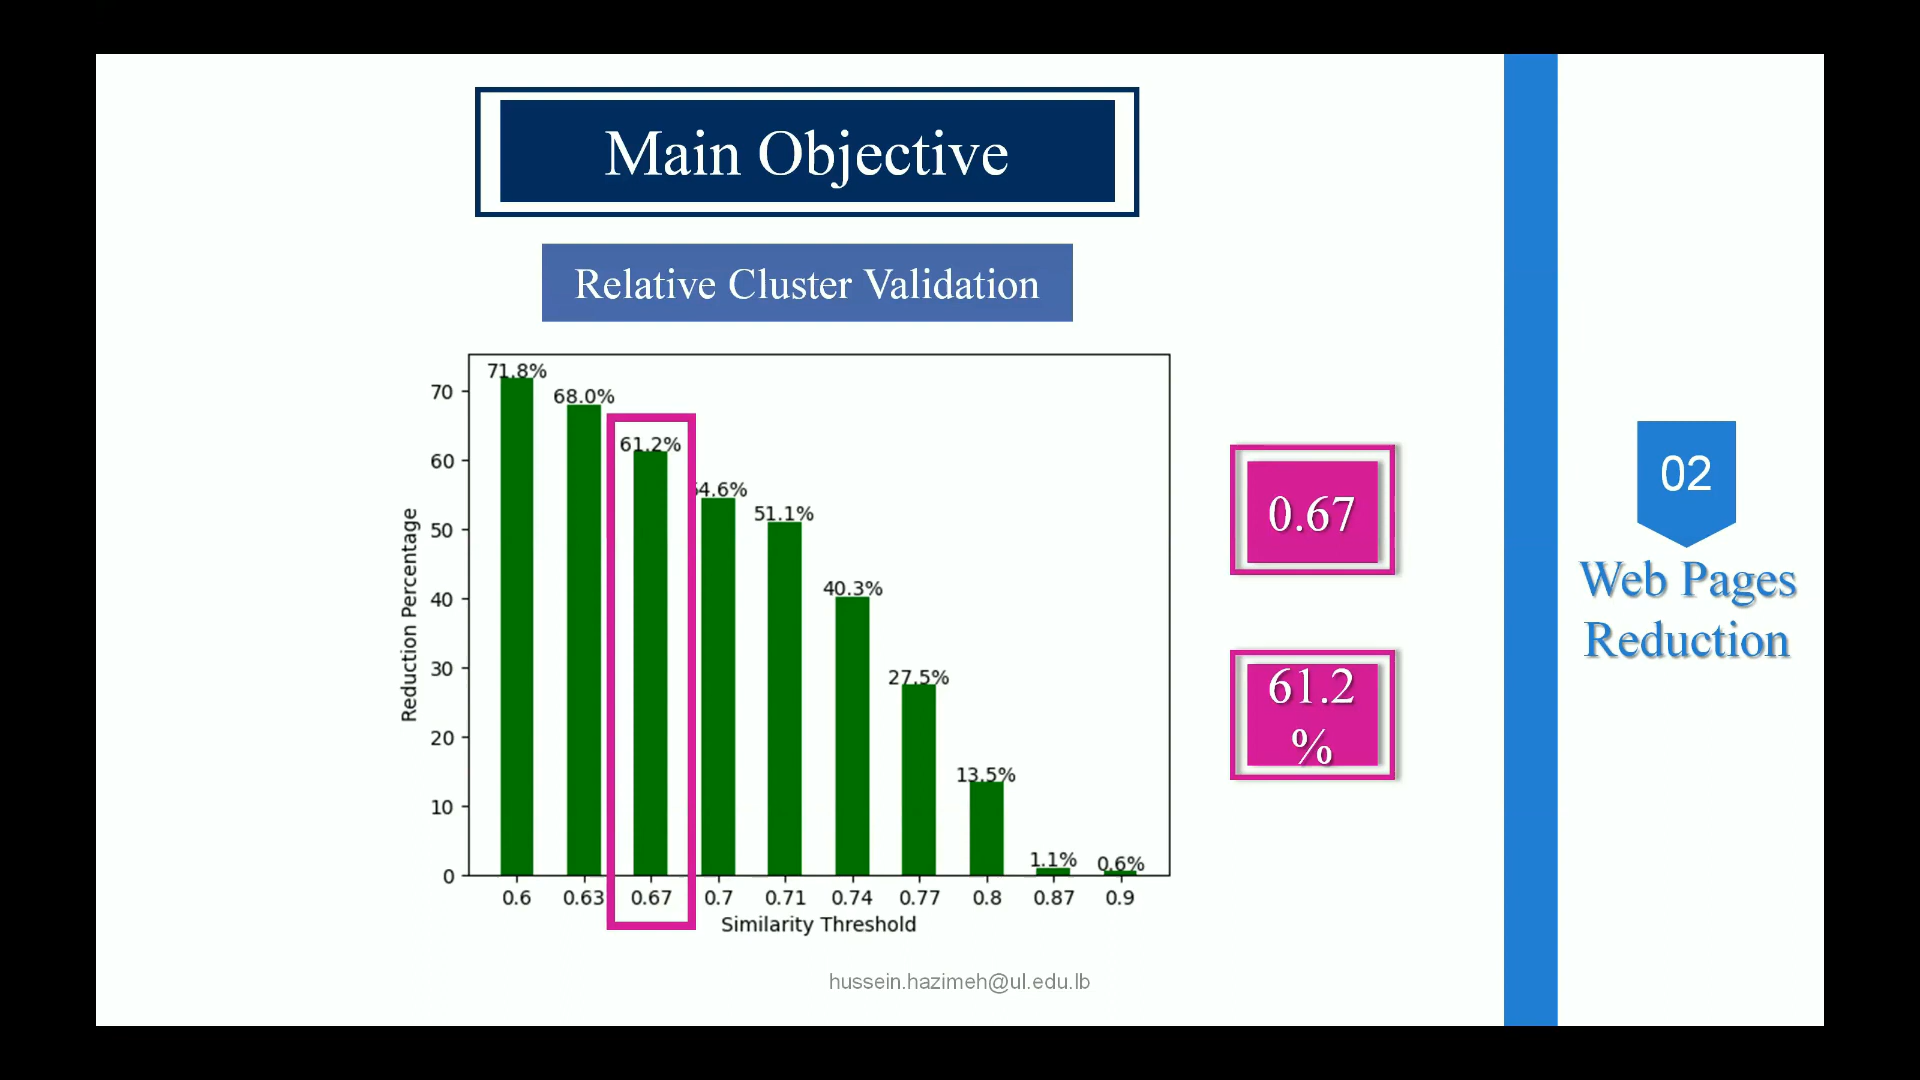 Main Objective
Relative Cluster Validation
71.8%
68.0%
61.2%
4.6%
51.1%
40.3%
27.5%
13.5%
1.1%
0.6%
70
60
50
40
30
20
10
0
Reduction Percentage
0.6 0.63 0.67 0.7 0.71 0.74 0.77 0.8 0.87 0.9
Similarity Threshold
0.67
61.2
%
02
Web Pages
Reduction
hussein.hazimeh@ul.edu.lb